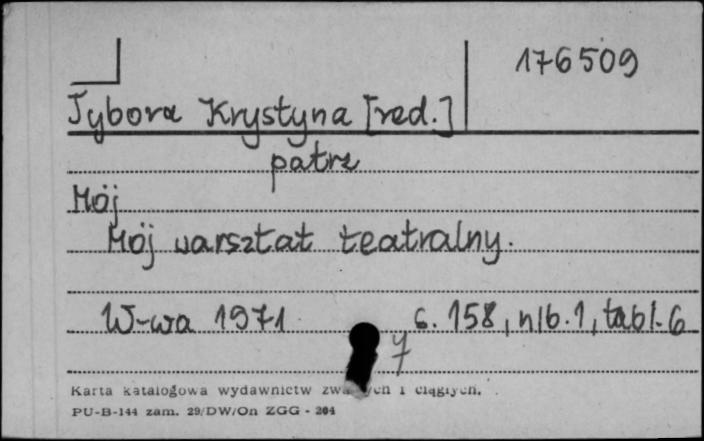 176509
Tybora Krystyna [red.]
patrz
Mój
Mój warsztat teatralny.
W-wa 1971 s. 158, nlb. 1, tabl. 6
y
Karta katalogowa wydawnictw zwartych i ciągłych.
PU-B-144 zam. 29/DW/On ZGG - 204